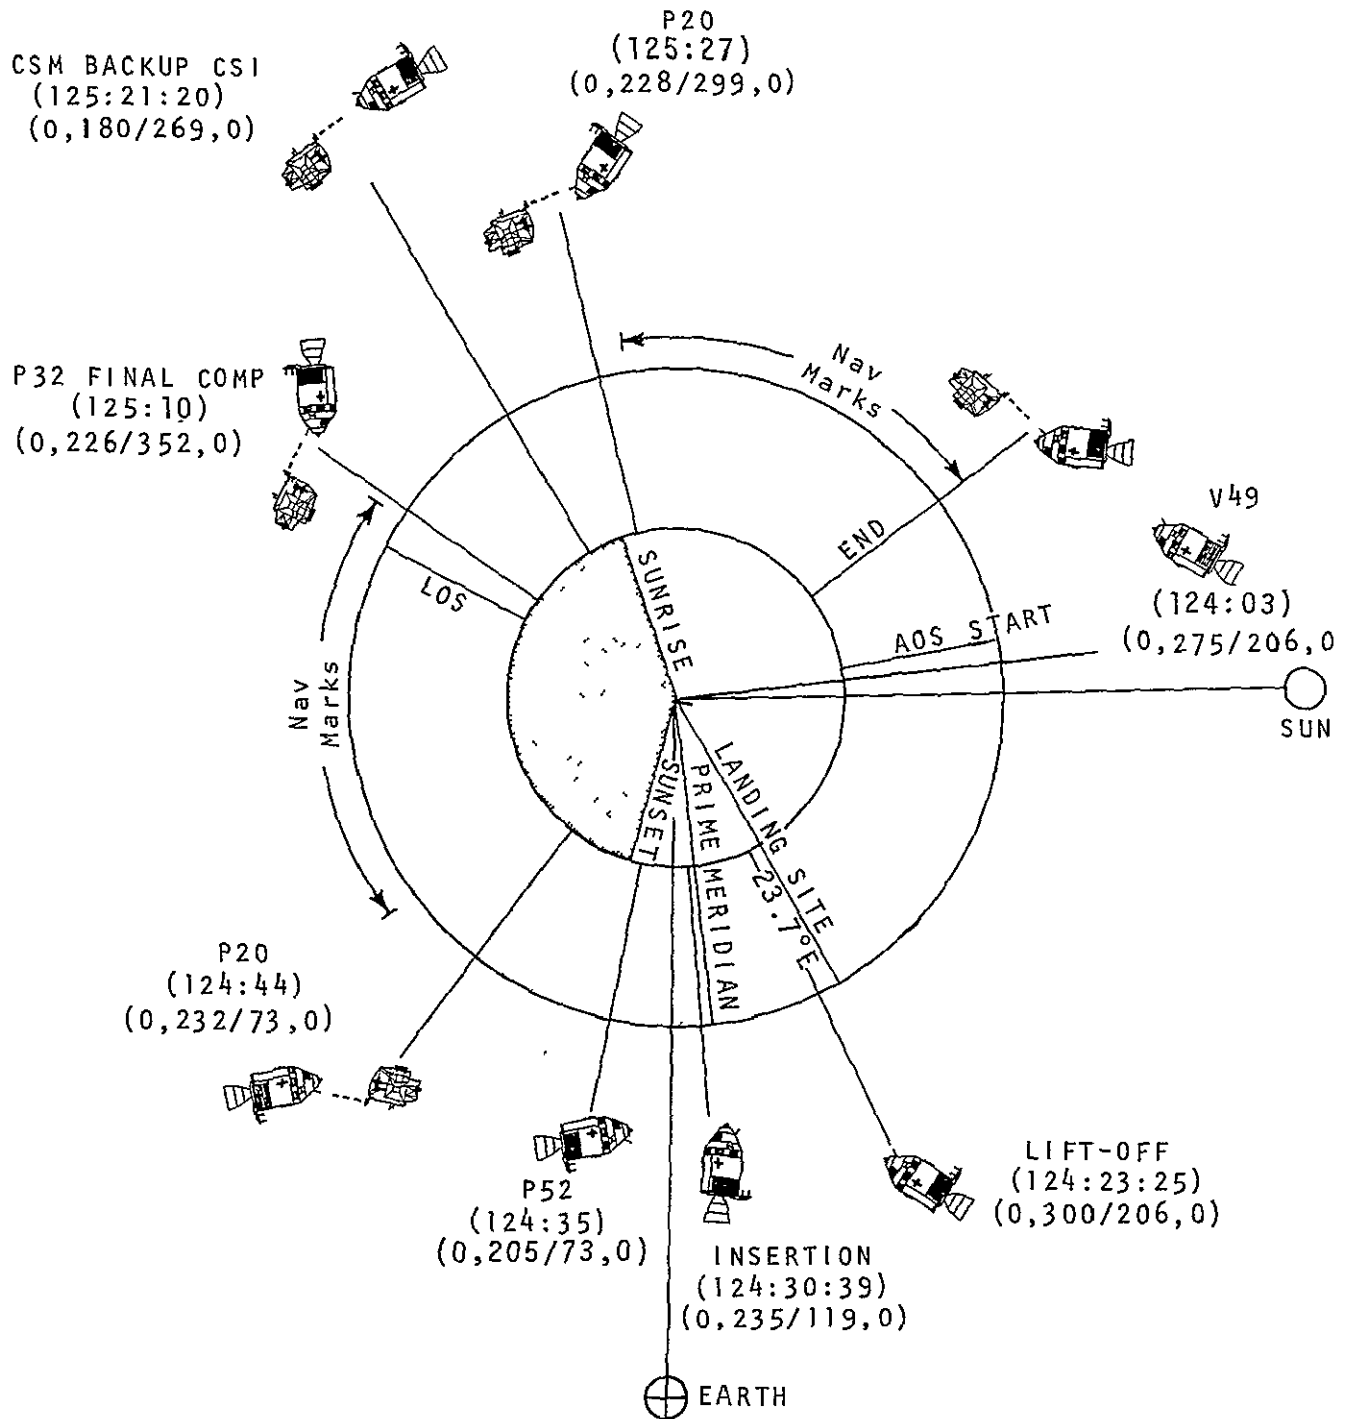 P20
(125:27)
(0,228/299,0)
CSM BACKUP CSI
(125:21:20)
(0,180/269,0)
P32 FINAL COMP
(125:10)
(0,226/352,0)
Nav
Marks
V49
(124:03)
(0,275/206,0
END
AOS START
LOS
SUNRISE
SUN
Nav
Marks
SUNSET
PRIME MERIDIAN
LANDING SITE
23.7°E
P20
(124:44)
(0,232/73,0)
P52
(124:35)
(0,205/73,0)
INSERTION
(124:30:39)
(0,235/119,0)
LIFT-OFF
(124:23:25)
(0,300/206,0)
EARTH